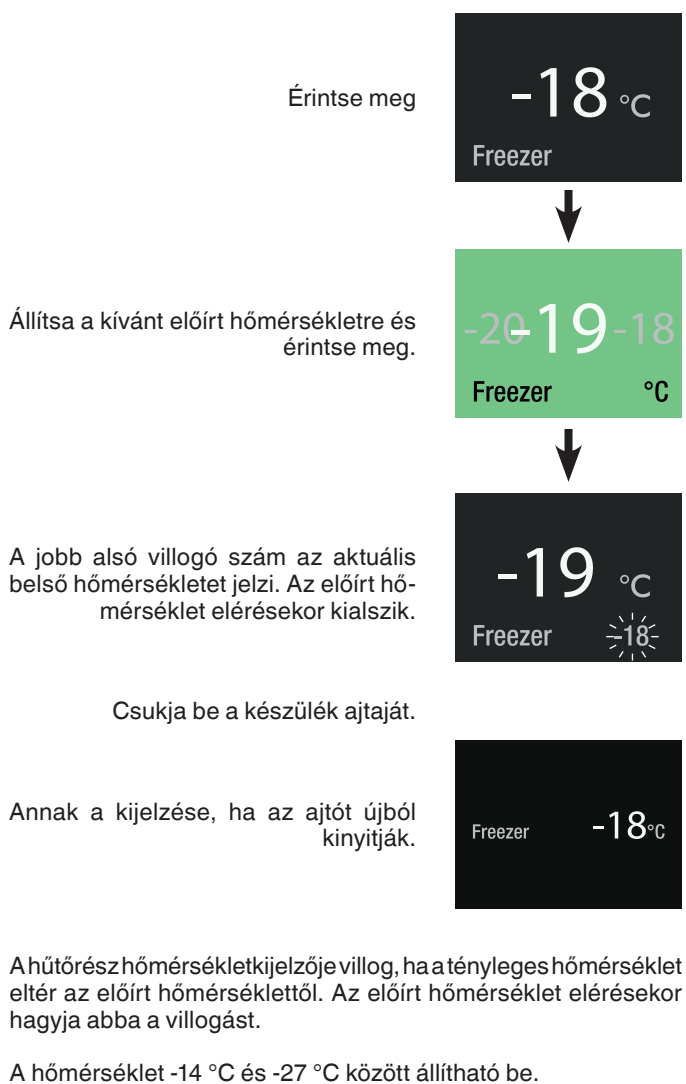 Érintse meg
-18 °C
Freezer
Állítsa a kívánt előírt hőmérsékletre és
érintse meg.
-20 -19 -18
Freezer °C
A jobb alsó villogó szám az aktuális
belső hőmérsékletet jelzi. Az előírt hő-
mérséklet elérésekor kialszik.
-19 °C
Freezer -18
Csukja be a készülék ajtaját.
Annak a kijelzése, ha az ajtót újból
kinyitják.
Freezer -18°C
A hűtőrész hőmérsékletkijelzője villog, ha a tényleges hőmérséklet
eltér az előírt hőmérséklettől. Az előírt hőmérséklet elérésekor
hagyja abba a villogást.
A hőmérséklet -14 °C és -27 °C között állítható be.